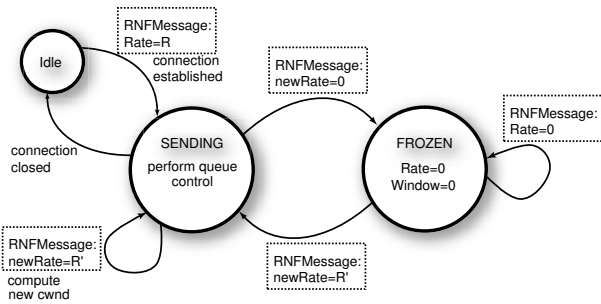 RNFMessage:
Rate=R
connection
established
Idle
RNFMessage:
newRate=0
RNFMessage:
Rate=0
SENDING
perform queue
control
FROZEN
Rate=0
Window=0
connection
closed
RNFMessage:
newRate=R'
compute
new cwnd
RNFMessage:
newRate=R'